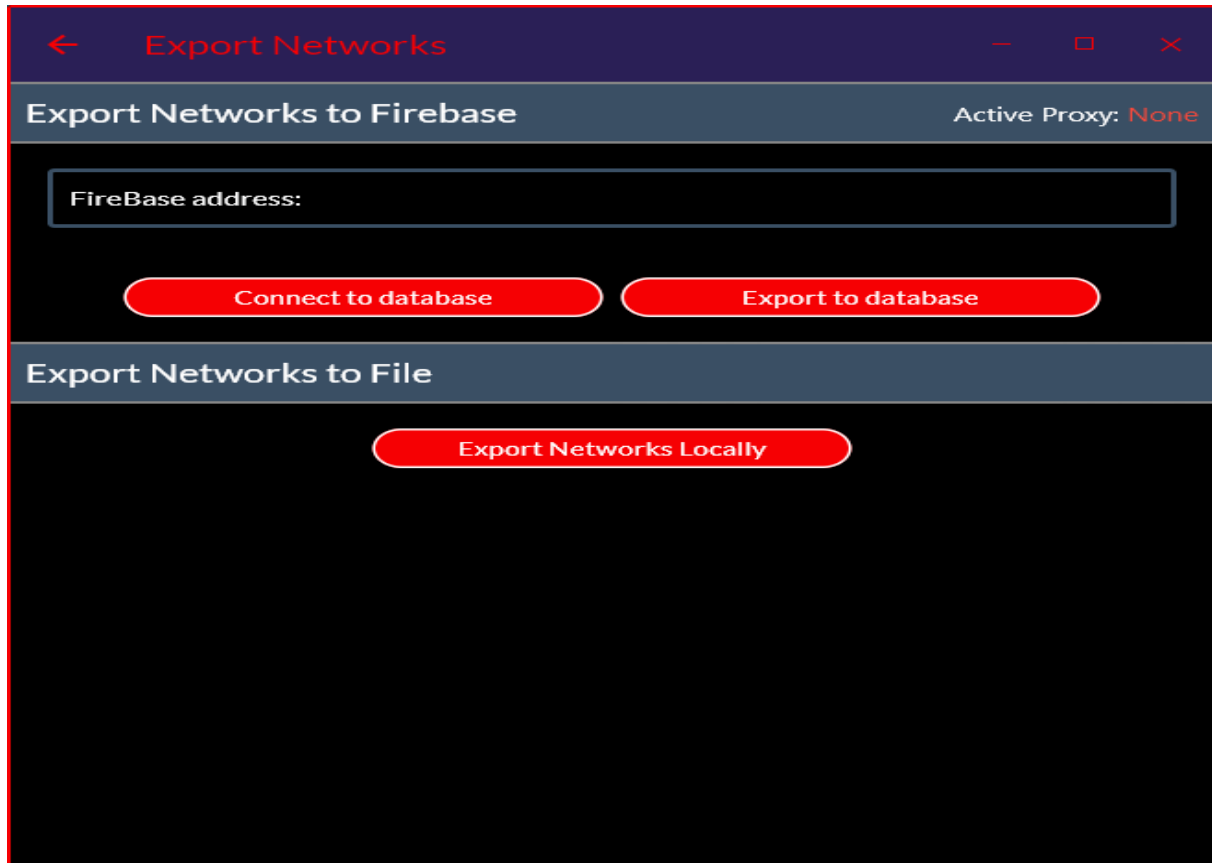 Export Networks
Export Networks to Firebase
Active Proxy: None
FireBase address:
Connect to database
Export to database
Export Networks to File
Export Networks Locally